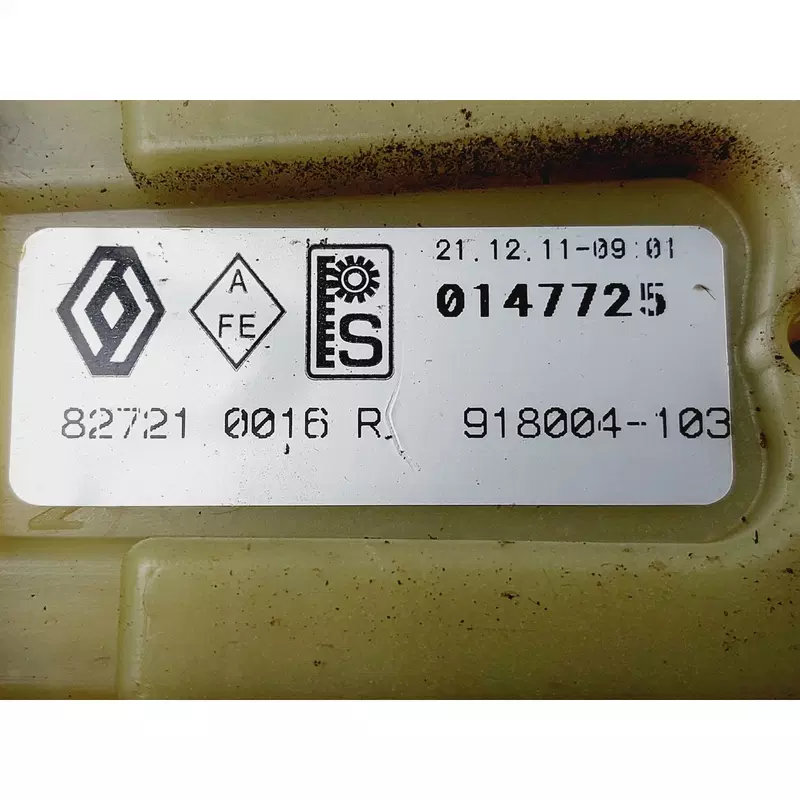 A
FE
S
21.12.11-09:01
0147725
82721 0016 R 918004-103